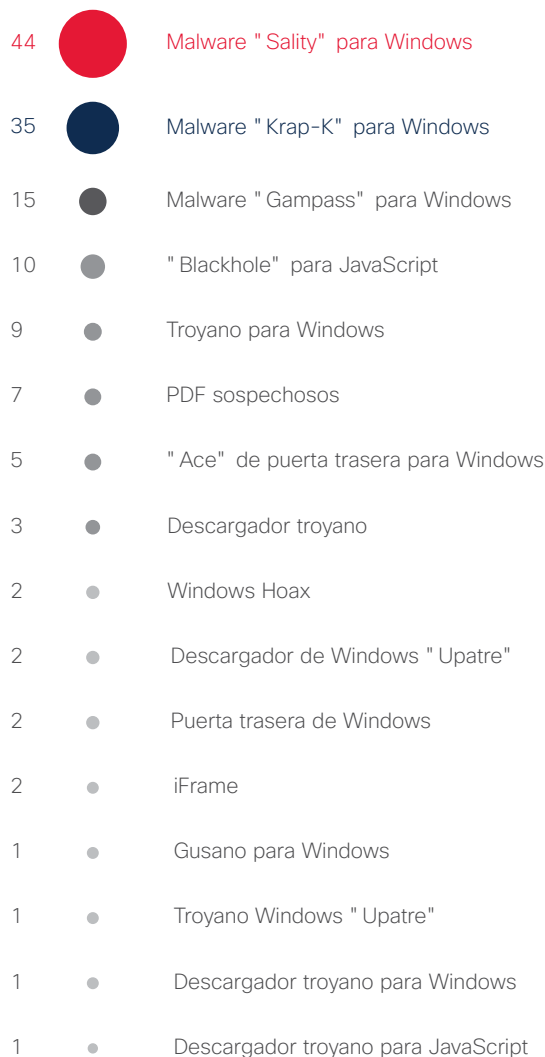 44 Malware "Sality" para Windows
35 Malware "Krap-K" para Windows
15 Malware "Gampass" para Windows
10 "Blackhole" para JavaScript
9 Troyano para Windows
7 PDF sospechosos
5 "Ace" de puerta trasera para Windows
3 Descargador troyano
2 Windows Hoax
2 Descargador de Windows "Upatre"
2 Puerta trasera de Windows
2 iFrame
1 Gusano para Windows
1 Troyano Windows "Upatre"
1 Descargador troyano para Windows
1 Descargador troyano para JavaScript